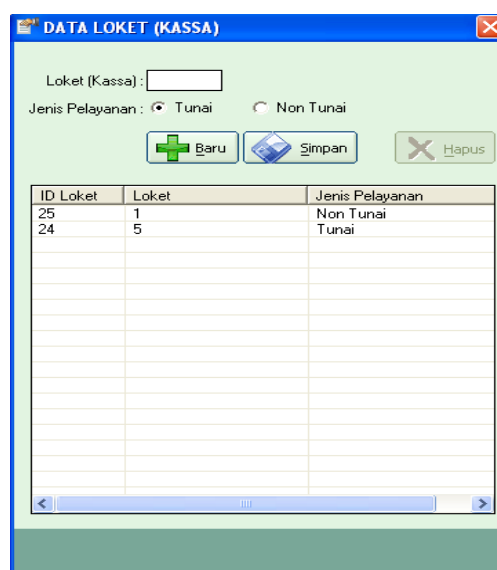 DATA LOKET (KASSA)
Loket (Kassa) :
Jenis Pelayanan : Tunai Non Tunai
Baru Simpan Hapus
ID Loket Loket Jenis Pelayanan
25 1 Non Tunai
24 5 Tunai